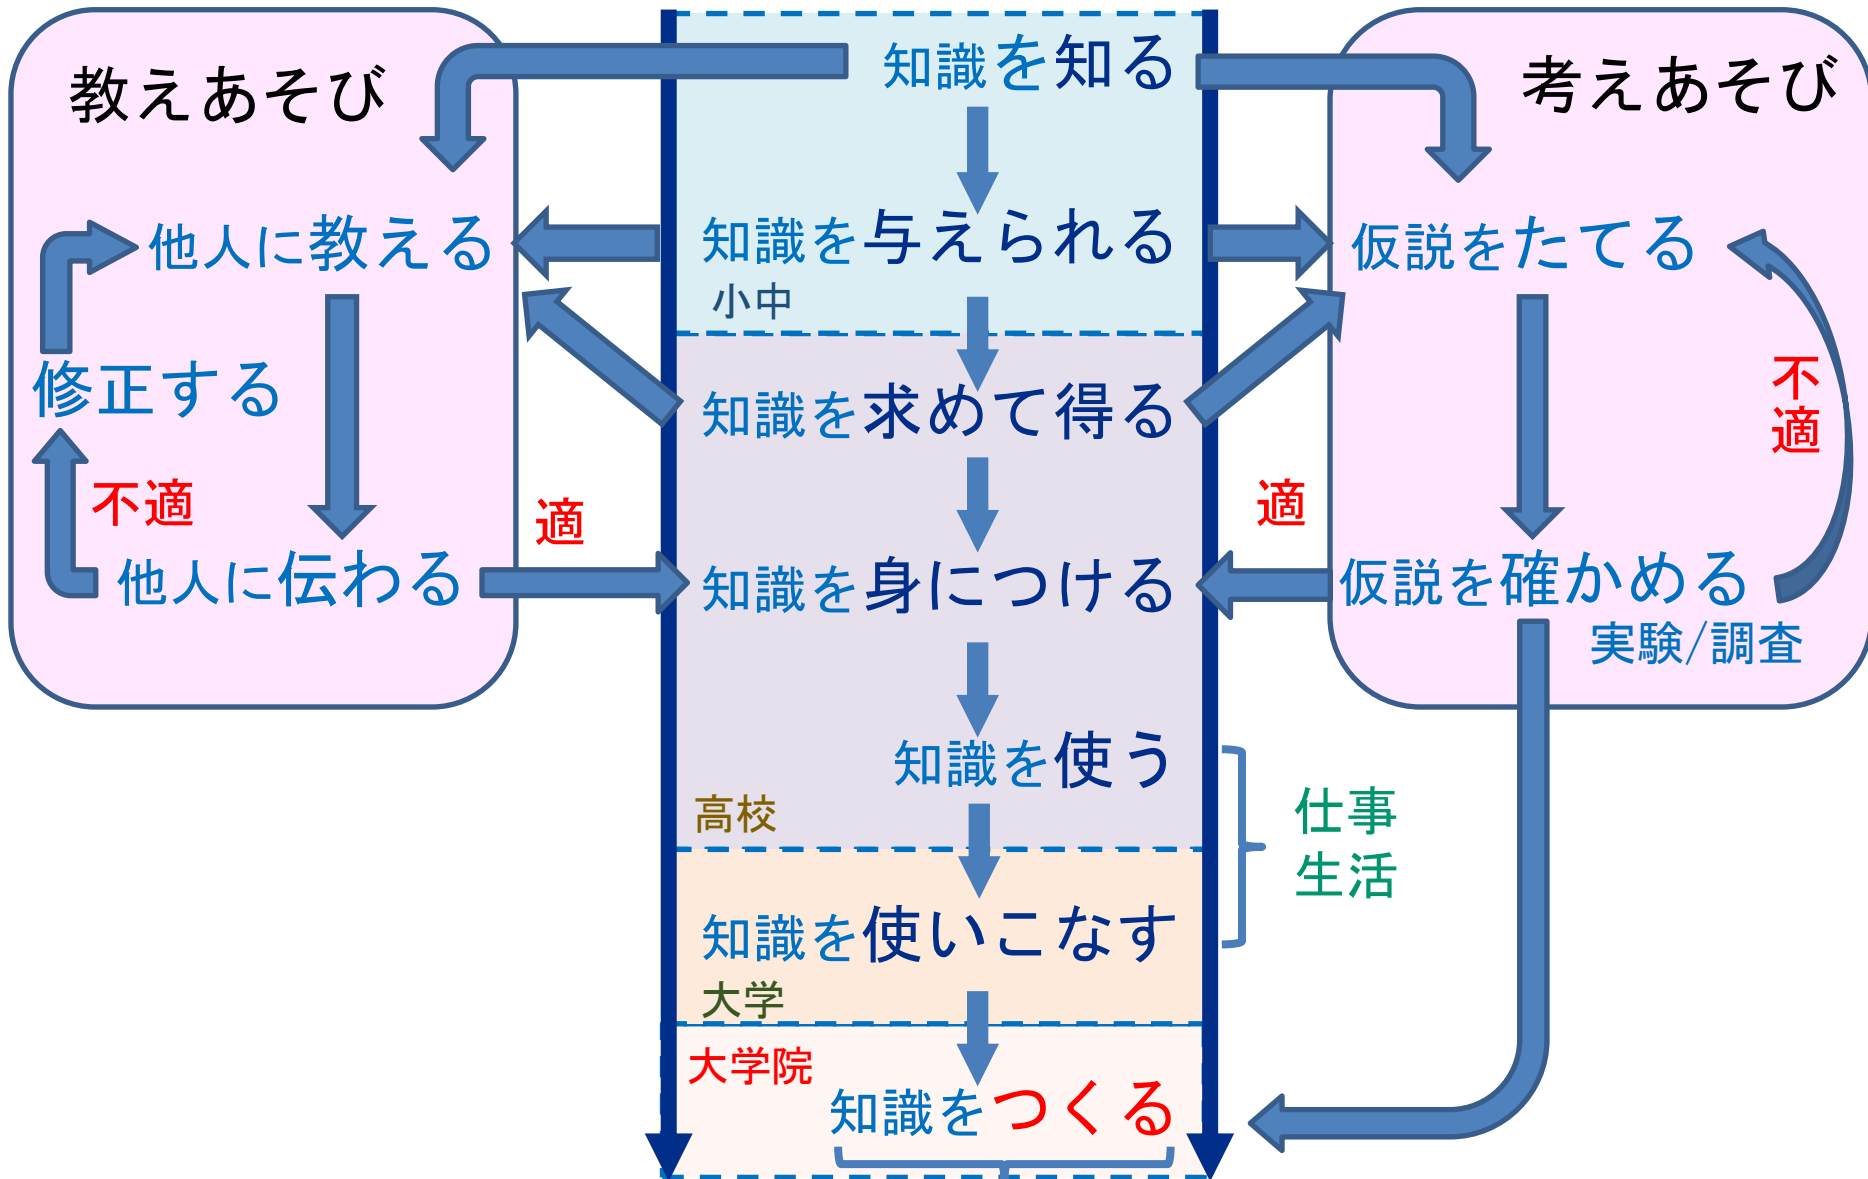 教えあそび
他人に教える
修正する
不適
他人に伝わる
適
知識を知る
知識を与えられる
小中
知識を求めて得る
知識を身につける
知識を使う
高校
知識を使いこなす
大学
大学院
知識をつくる
考えあそび
仮説をたてる
不適
適
仮説を確かめる
実験/調査
仕事
生活